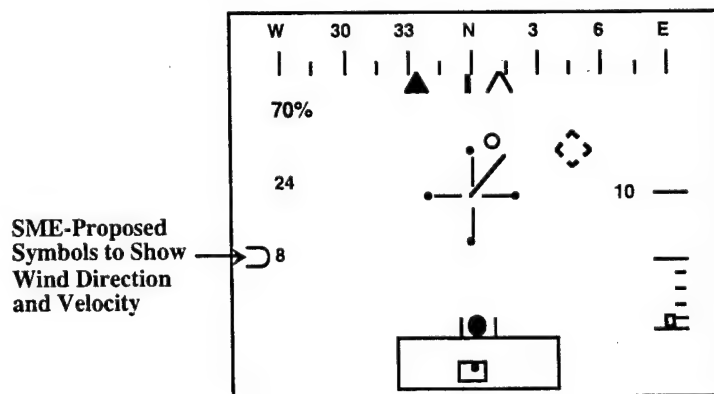 W 30 33 N 3 6 E
70%
24
10
SME-Proposed
Symbols to Show
Wind Direction
and Velocity
8